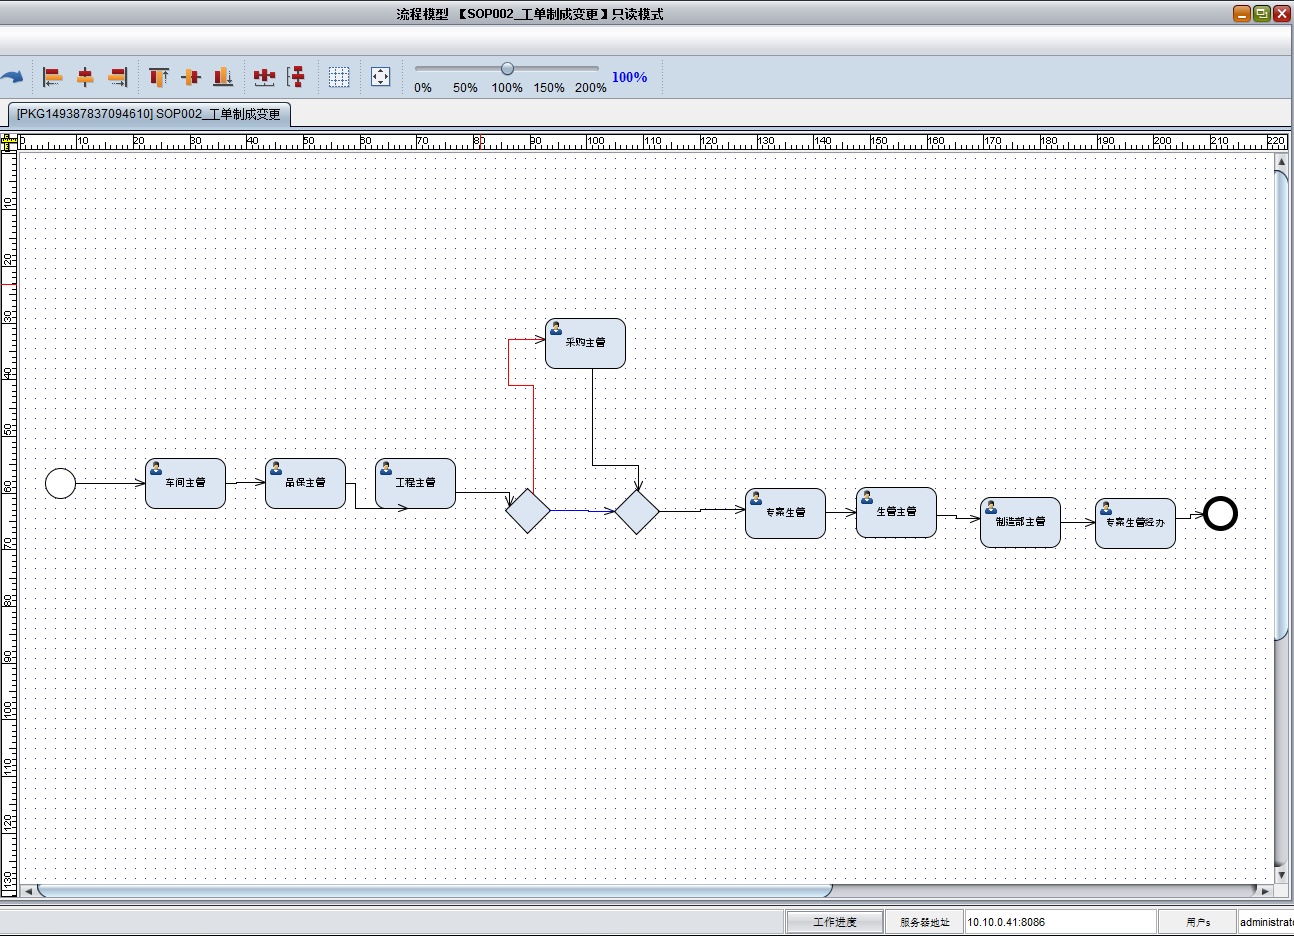 流程模型 【SOP002_工单制成变更】只读模式
0% 50% 100% 150% 200% 100%
[PKG149387837094610] SOP002_工单制成变更
0 10 20 30 40 50 60 70 80 90 100 110 120 130 140 150 160 170 180 190 200 210 220
10
20
30
40
50
60
70
80
90
100
110
120
130
采购主管
车间主管
品保主管
工程主管
专案生管
生管主管
制造部主管
专案生管经办
工作进度 服务器地址 10.10.0.41:8086 用户s administrato